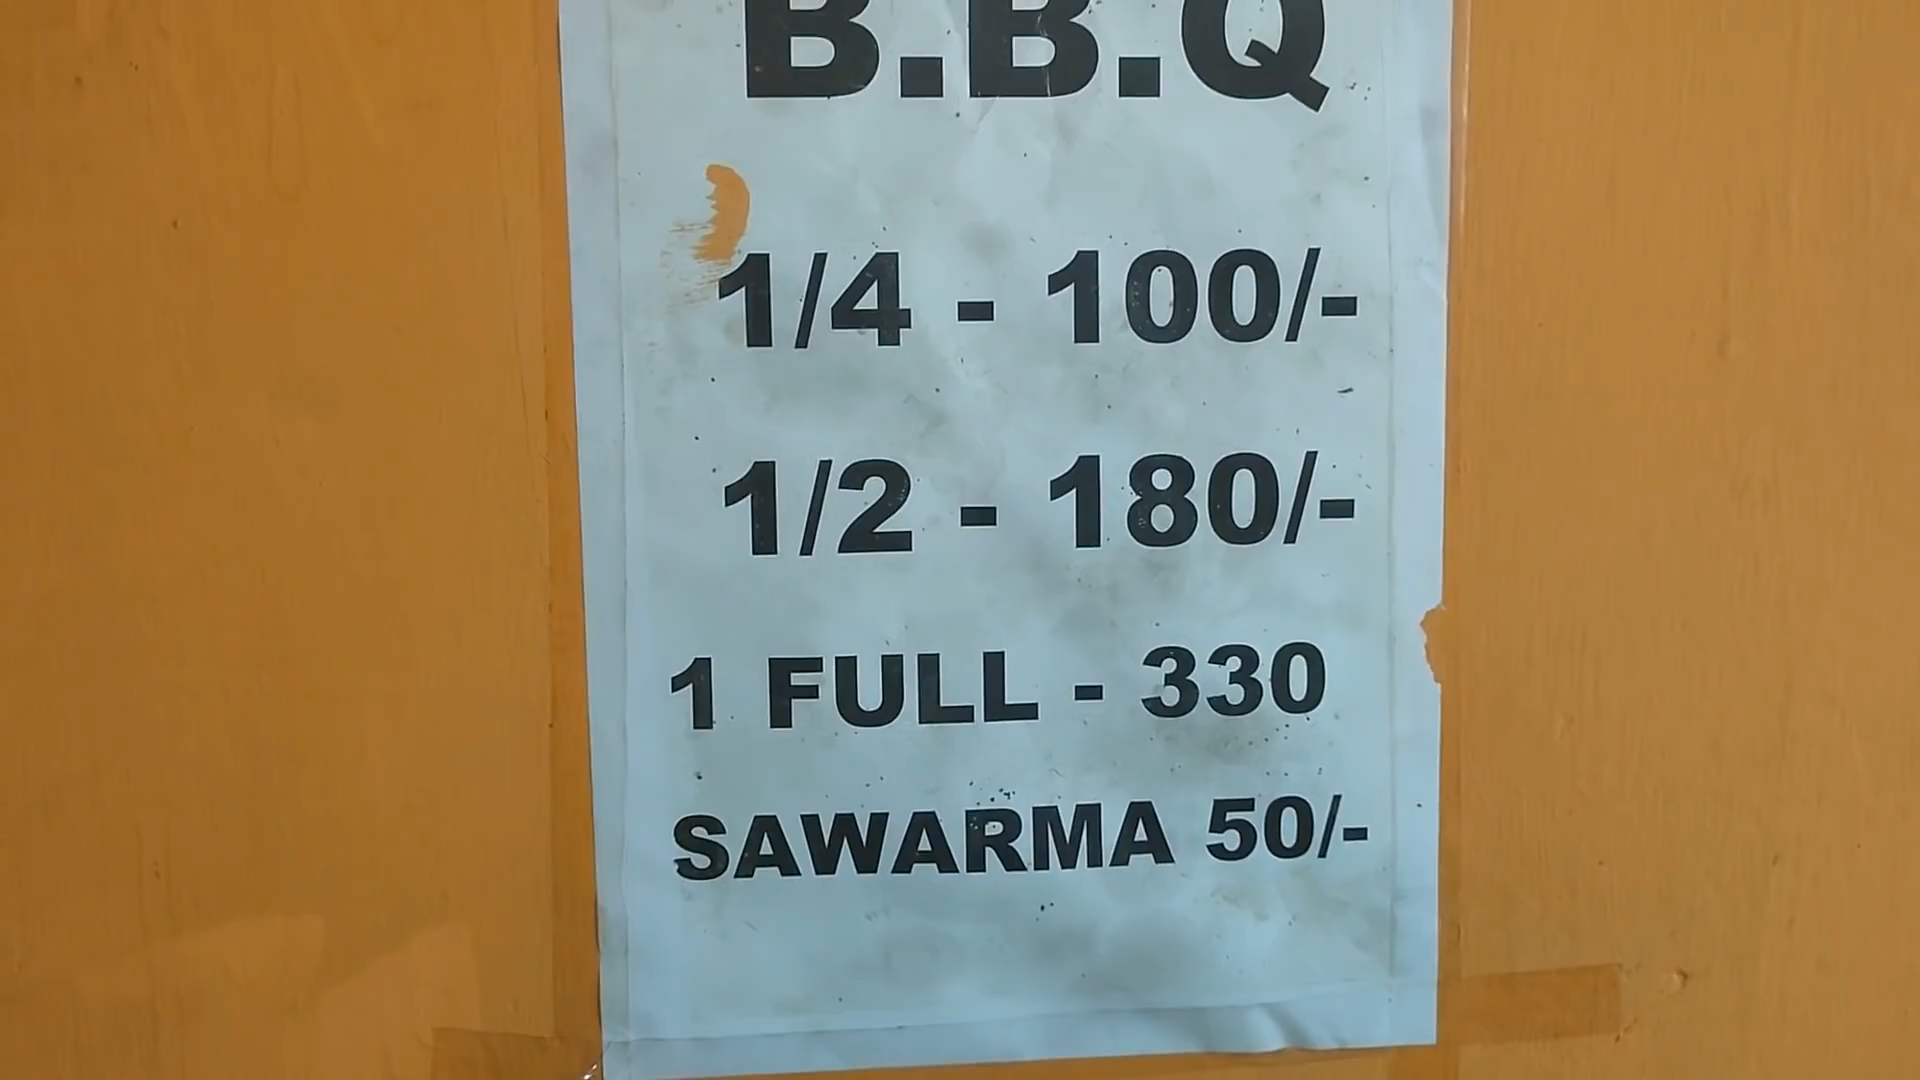 B.B.Q
1/4 - 100/-
1/2 - 180/-
1 FULL - 330
SAWARMA 50/-